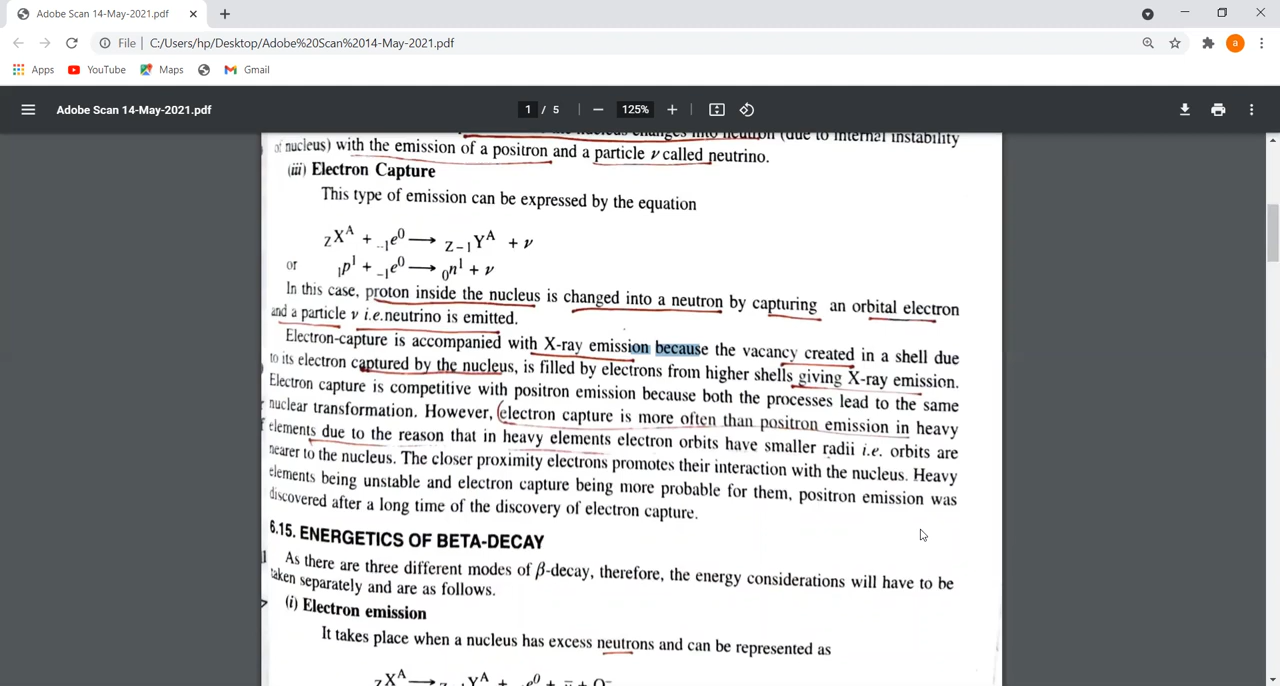 Adobe Scan 14-May-2021.pdf
File
C:/Users/hp/Desktop/Adobe%20Scan%2014-May-2021.pdf
a
Apps
YouTube
Maps
Gmail
Adobe Scan 14-May-2021.pdf
1 / 5
125%
nucleus changes into neutron (due to internal instability
of nucleus) with the emission of a positron and a particle ν called neutrino.
(iii) Electron Capture
This type of emission can be expressed by the equation
ZX^A + -1e^0 ⟶ Z-1Y^A + ν
or 1p^1 + -1e^0 ⟶ 0n^1 + ν
In this case, proton inside the nucleus is changed into a neutron by capturing an orbital electron
and a particle ν i.e.neutrino is emitted.
Electron-capture is accompanied with X-ray emission because the vacancy created in a shell due
to its electron captured by the nucleus, is filled by electrons from higher shells giving X-ray emission.
Electron capture is competitive with positron emission because both the processes lead to the same
nuclear transformation. However, electron capture is more often than positron emission in heavy
elements due to the reason that in heavy elements electron orbits have smaller radii i.e. orbits are
nearer to the nucleus. The closer proximity electrons promotes their interaction with the nucleus. Heavy
elements being unstable and electron capture being more probable for them, positron emission was
discovered after a long time of the discovery of electron capture.
6.15. ENERGETICS OF BETA-DECAY
As there are three different modes of β-decay, therefore, the energy considerations will have to be
taken separately and are as follows.
(i) Electron emission
It takes place when a nucleus has excess neutrons and can be represented as